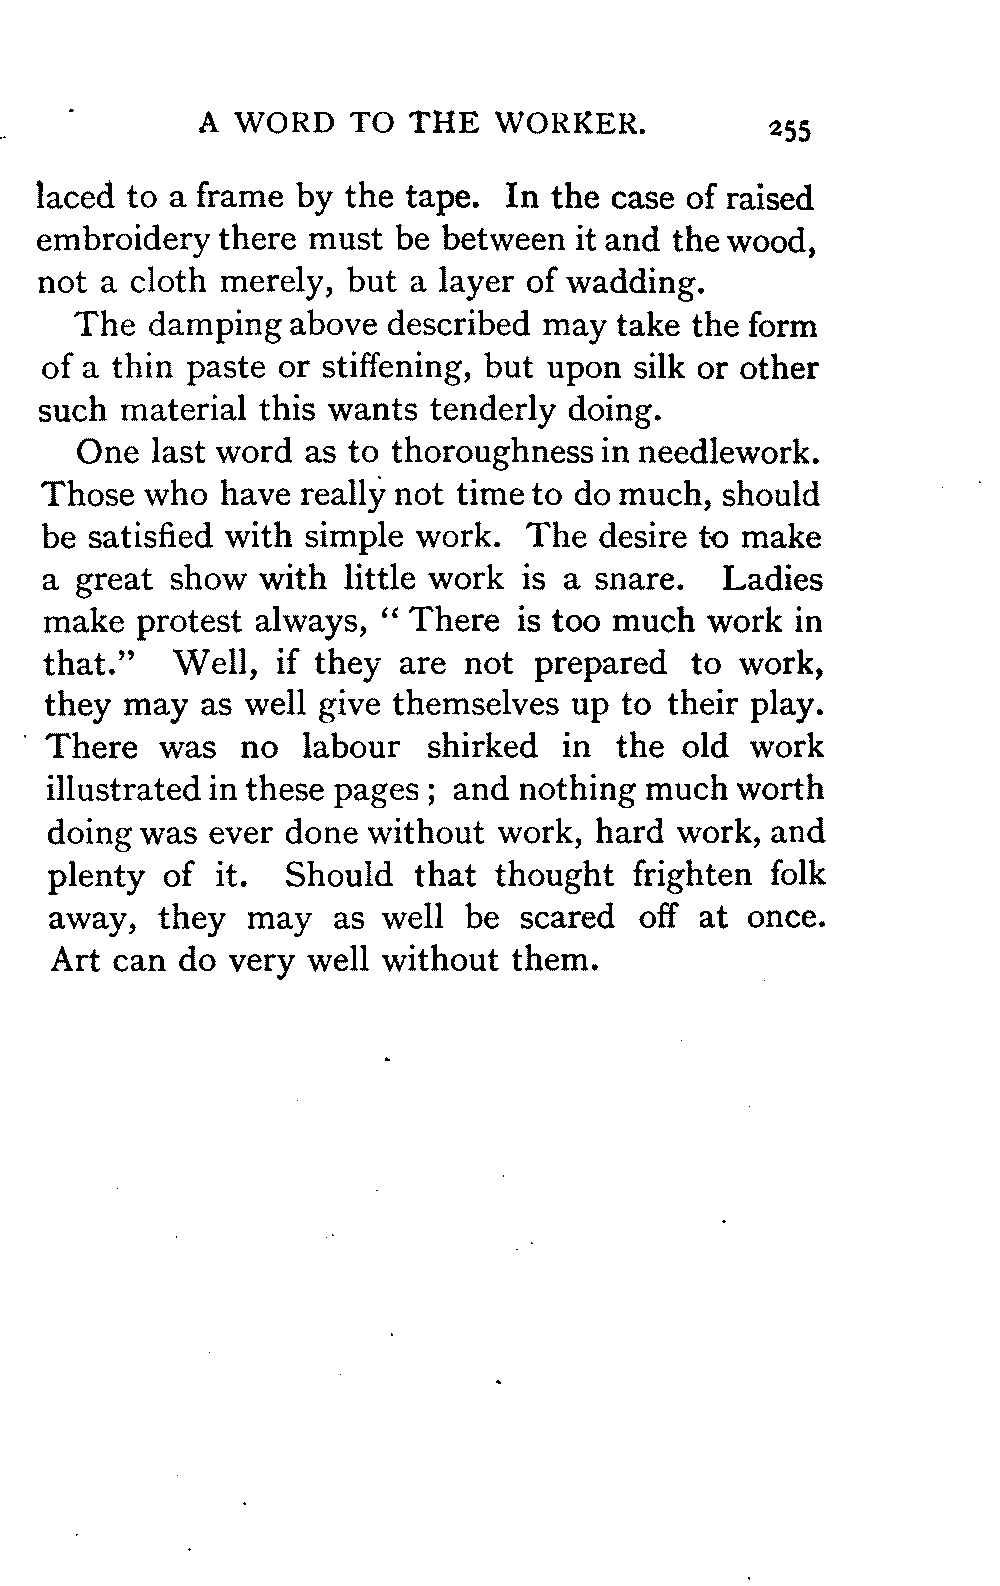 A WORD TO THE WORKER. 255
laced to a frame by the tape. In the case of raised
embroidery there must be between it and the wood,
not a cloth merely, but a layer of wadding.
The damping above described may take the form
of a thin paste or stiffening, but upon silk or other
such material this wants tenderly doing.
One last word as to thoroughness in needlework.
Those who have really not time to do much, should
be satisfied with simple work. The desire to make
a great show with little work is a snare. Ladies
make protest always, “ There is too much work in
that.” Well, if they are not prepared to work,
they may as well give themselves up to their play.
There was no labour shirked in the old work
illustrated in these pages ; and nothing much worth
doing was ever done without work, hard work, and
plenty of it. Should that thought frighten folk
away, they may as well be scared off at once.
Art can do very well without them.